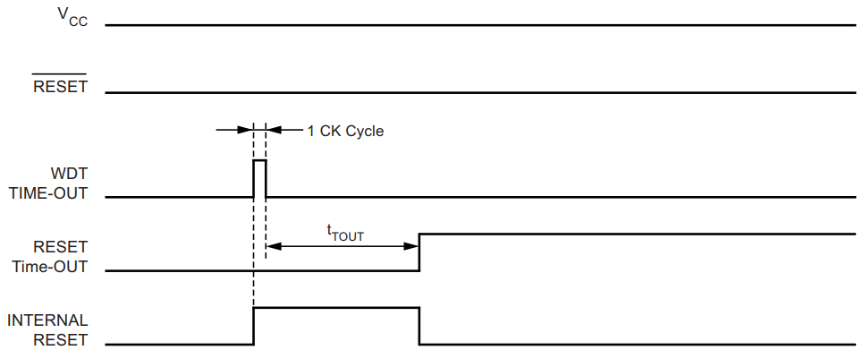 VCC
RESET
1 CK Cycle
WDT
TIME-OUT
tTOUT
RESET
Time-OUT
INTERNAL
RESET